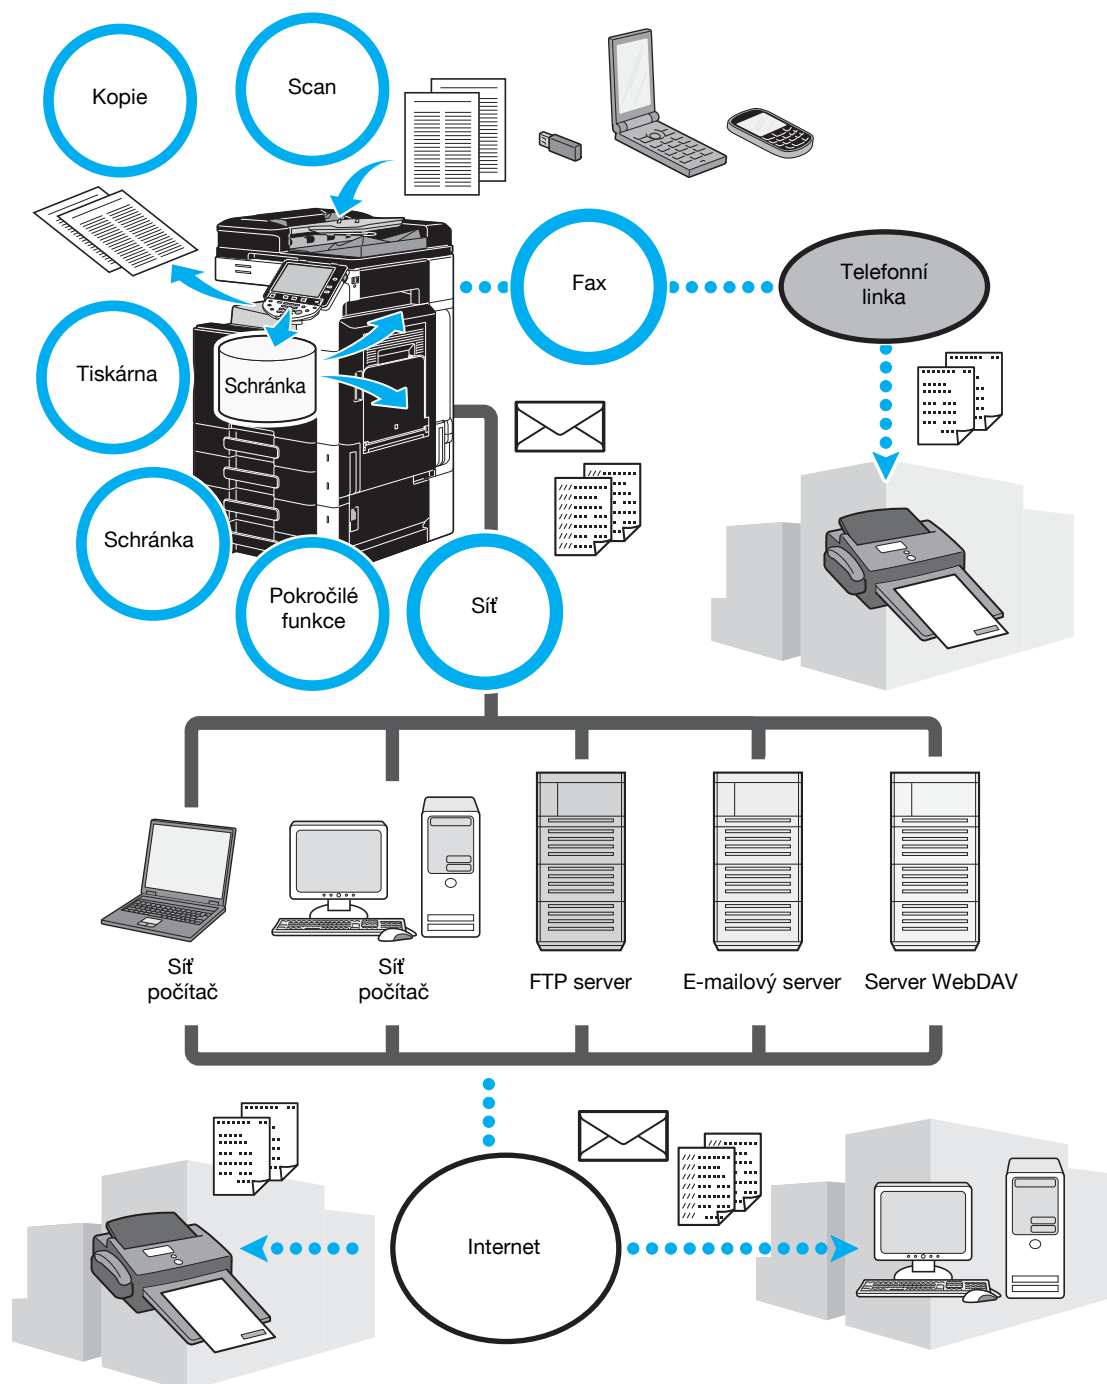 Kopie
Scan
Fax
Telefonní
linka
Tiskárna
Schránka
Schránka
Pokročilé
funkce
Síť
Síť
počítač
Síť
počítač
FTP server
E-mailový server
Server WebDAV
Internet